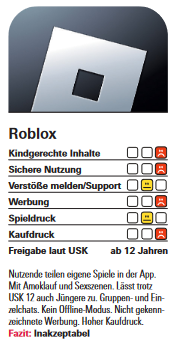 Roblox
Kindgerechte Inhalte
Sichere Nutzung
Verstöße melden/Support
Werbung
Spieldruck
Kaufdruck
Freigabe laut USK ab 12 Jahren
Nutzende teilen eigene Spiele in der App.
Mit Amoklauf und Sexszenen. Lässt trotz
USK 12 auch Jüngere zu. Gruppen- und Ein-
zelchats. Kein Offline-Modus. Nicht gekenn-
zeichnete Werbung. Hoher Kaufdruck.
Fazit: Inakzeptabel